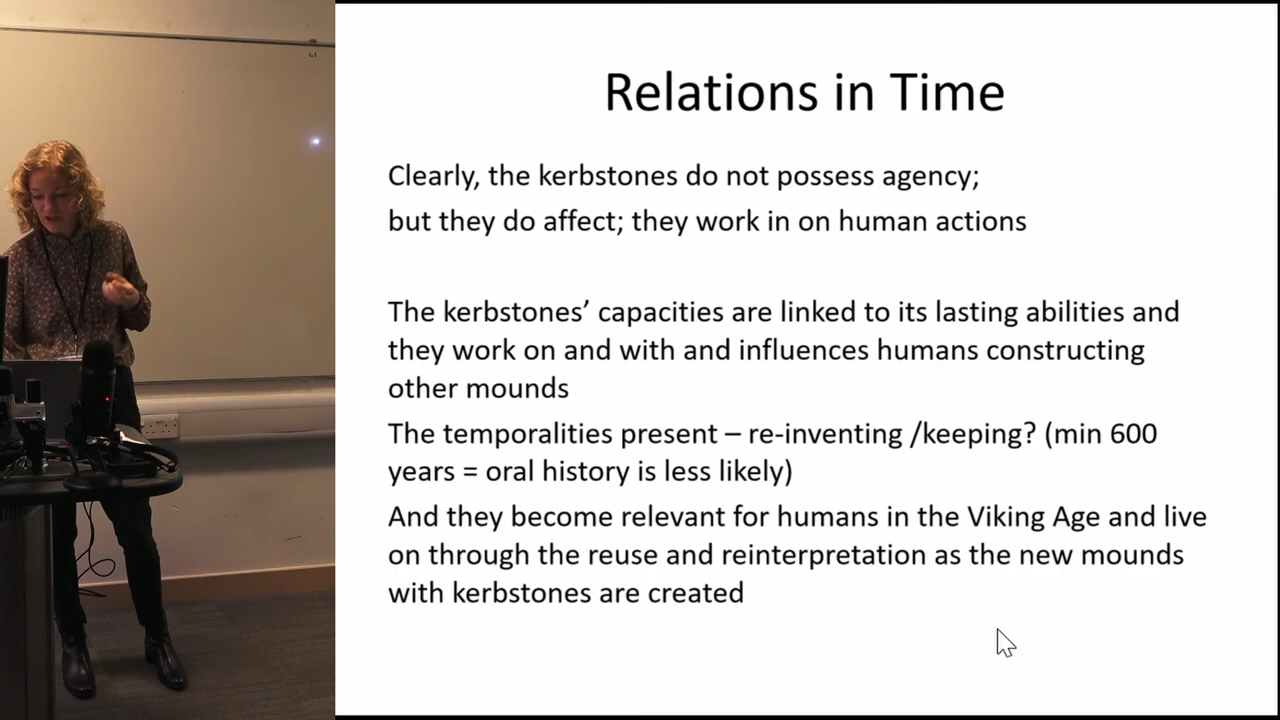 Relations in Time
Clearly, the kerbstones do not possess agency;
but they do affect; they work in on human actions
The kerbstones’ capacities are linked to its lasting abilities and
they work on and with and influences humans constructing
other mounds
The temporalities present – re-inventing /keeping? (min 600
years = oral history is less likely)
And they become relevant for humans in the Viking Age and live
on through the reuse and reinterpretation as the new mounds
with kerbstones are created